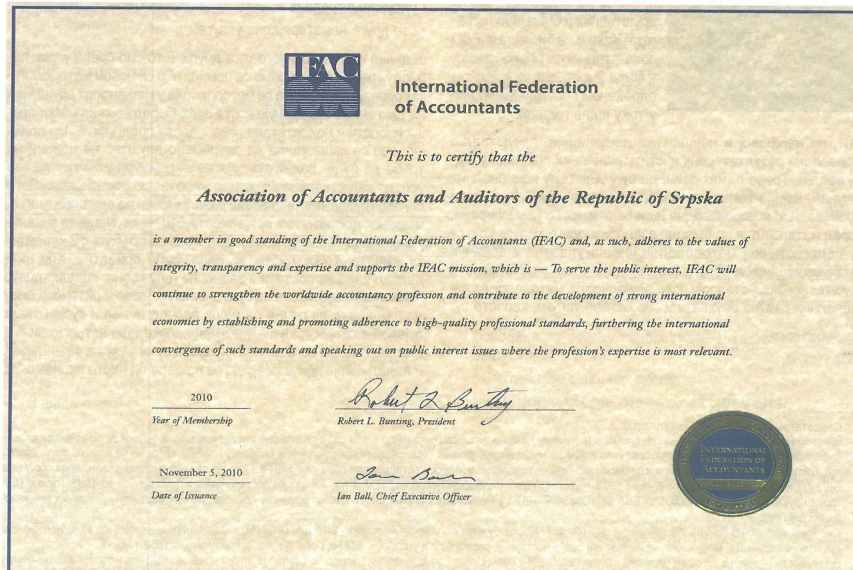 IFAC
International Federation
of Accountants
This is to certify that the
Association of Accountants and Auditors of the Republic of Srpska
is a member in good standing of the International Federation of Accountants (IFAC) and, as such, adheres to the values of
integrity, transparency and expertise and supports the IFAC mission, which is — To serve the public interest, IFAC will
continue to strengthen the worldwide accountancy profession and contribute to the development of strong international
economies by establishing and promoting adherence to high-quality professional standards, furthering the international
convergence of such standards and speaking out on public interest issues where the profession's expertise is most relevant.
2010
Year of Membership
Robert L. Bunting
Robert L. Bunting, President
November 5, 2010
Date of Issuance
Ian Ball
Ian Ball, Chief Executive Officer
INTERNATIONAL
FEDERATION OF
ACCOUNTANTS